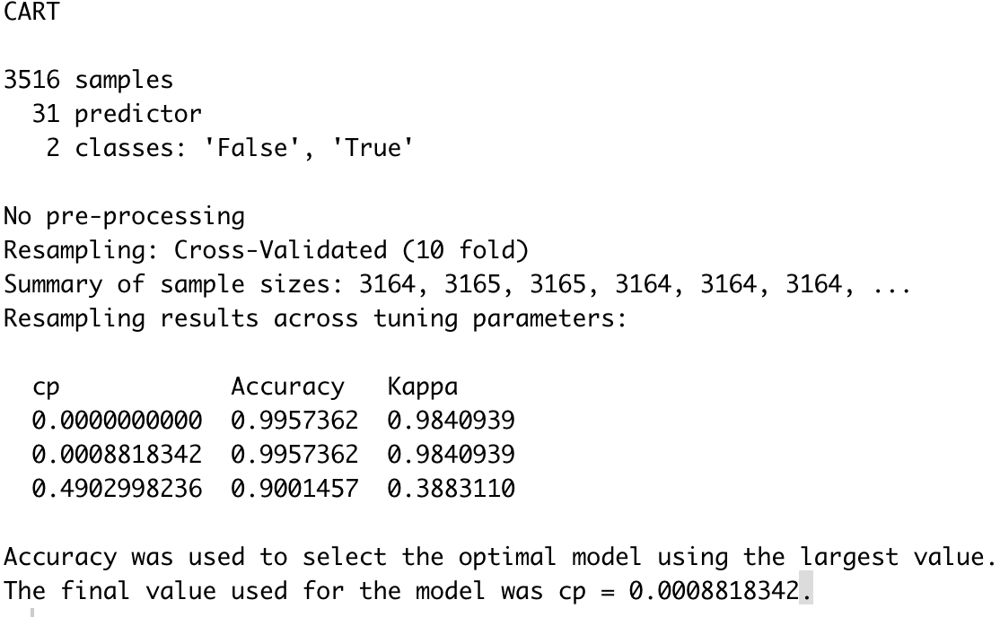 CART
3516 samples
31 predictor
2 classes: 'False', 'True'
No pre-processing
Resampling: Cross-Validated (10 fold)
Summary of sample sizes: 3164, 3165, 3165, 3164, 3164, 3164, ...
Resampling results across tuning parameters:
cp Accuracy Kappa
0.0000000000 0.9957362 0.9840939
0.0008818342 0.9957362 0.9840939
0.4902998236 0.9001457 0.3883110
Accuracy was used to select the optimal model using the largest value.
The final value used for the model was cp = 0.0008818342.